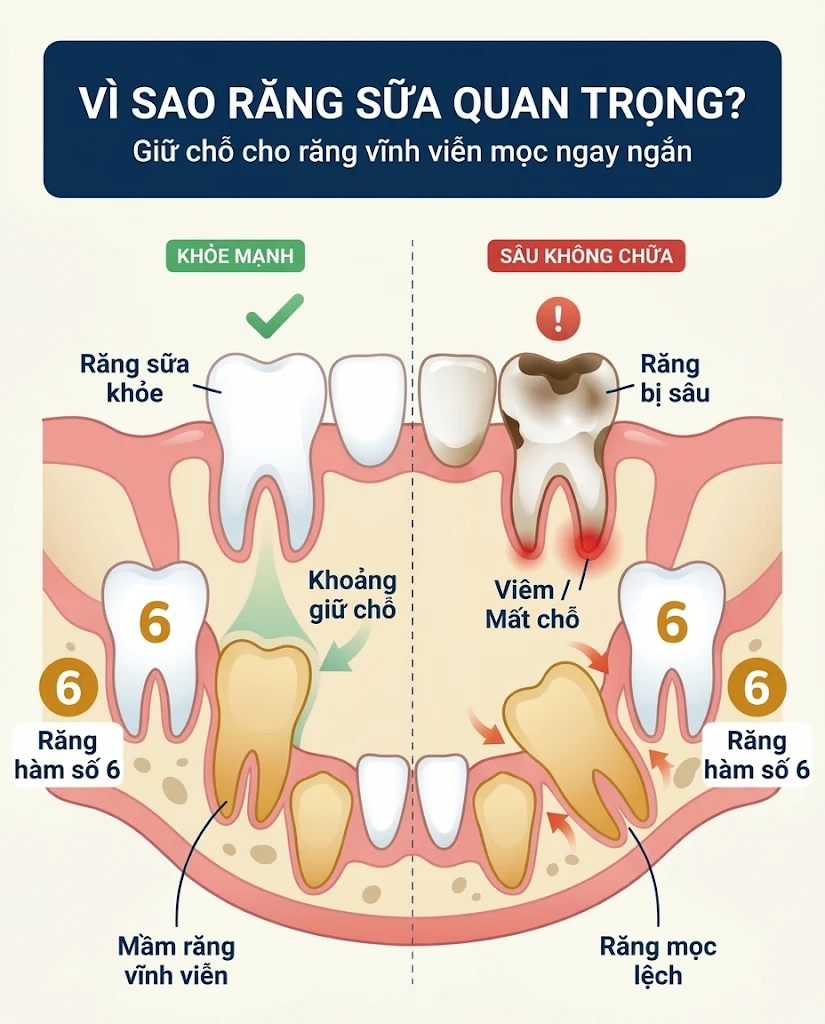 VÌ SAO RĂNG SỮA QUAN TRỌNG?
Giữ chỗ cho răng vĩnh viễn mọc ngay ngắn
KHỎE MẠNH
SÂU KHÔNG CHỮA
!
Răng sữa
khỏe
Răng
bị sâu
Khoảng
giữ chỗ
Viêm /
Mất chỗ
6
6
6
Răng
hàm số 6
6
Răng
hàm số 6
Mầm răng
vĩnh viễn
Răng mọc
lệch